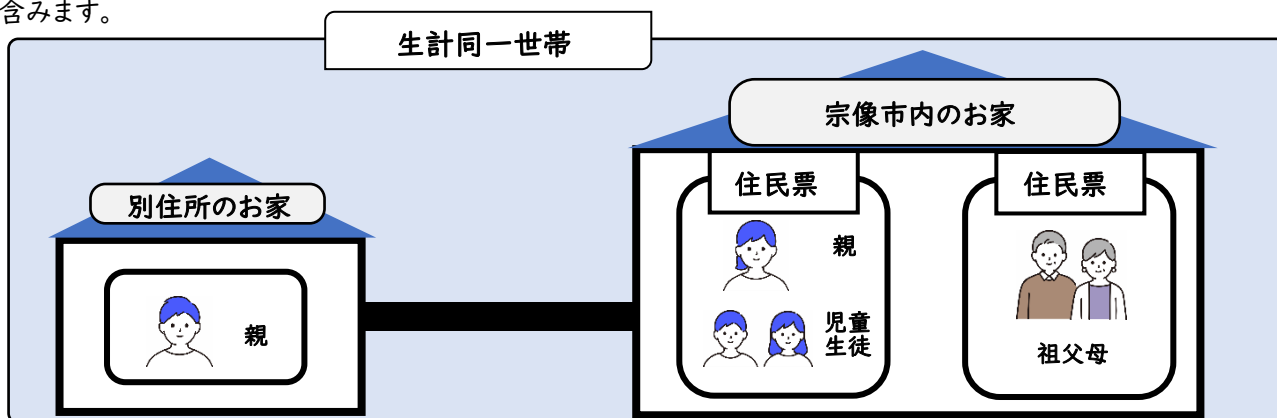 含みます。
生計同一世帯
宗像市内のお家
別住所のお家
住民票
住民票
親
児童
生徒
親
祖父母